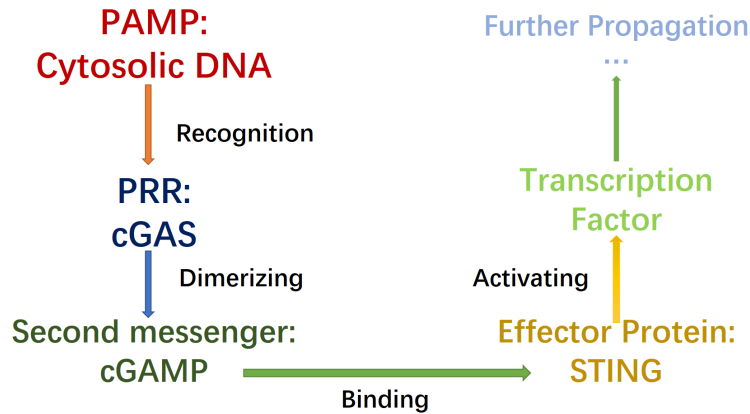 PAMP:
Cytosolic DNA
Recognition
PRR:
cGAS
Dimerizing
Second messenger:
cGAMP
Binding
Effector Protein:
STING
Activating
Transcription
Factor
Further Propagation
...